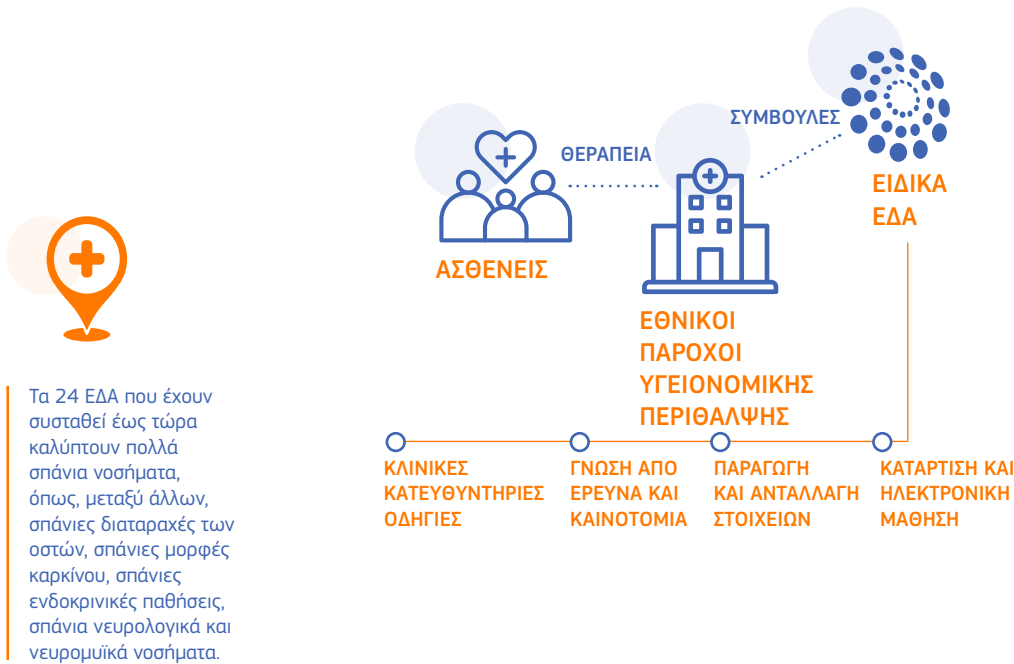 ΣΥΜΒΟΥΛΕΣ
ΘΕΡΑΠΕΙΑ
ΕΙΔΙΚΑ
ΕΔΑ
ΑΣΘΕΝΕΙΣ
ΕΘΝΙΚΟΙ
ΠΑΡΟΧΟΙ
ΥΓΕΙΟΝΟΜΙΚΗΣ
ΠΕΡΙΘΑΛΨΗΣ
Τα 24 ΕΔΑ που έχουν
συσταθεί έως τώρα
καλύπτουν πολλά
σπάνια νοσήματα,
όπως, μεταξύ άλλων,
σπάνιες διαταραχές των
οστών, σπάνιες μορφές
καρκίνου, σπάνιες
ενδοκρινικές παθήσεις,
σπάνια νευρολογικά και
νευρομυϊκά νοσήματα.
ΚΛΙΝΙΚΕΣ
ΚΑΤΕΥΘΥΝΤΗΡΙΕΣ
ΟΔΗΓΙΕΣ
ΓΝΩΣΗ ΑΠΟ
ΕΡΕΥΝΑ ΚΑΙ
ΚΑΙΝΟΤΟΜΙΑ
ΠΑΡΑΓΩΓΗ
ΚΑΙ ΑΝΤΑΛΛΑΓΗ
ΣΤΟΙΧΕΙΩΝ
ΚΑΤΑΡΤΙΣΗ ΚΑΙ
ΗΛΕΚΤΡΟΝΙΚΗ
ΜΑΘΗΣΗ